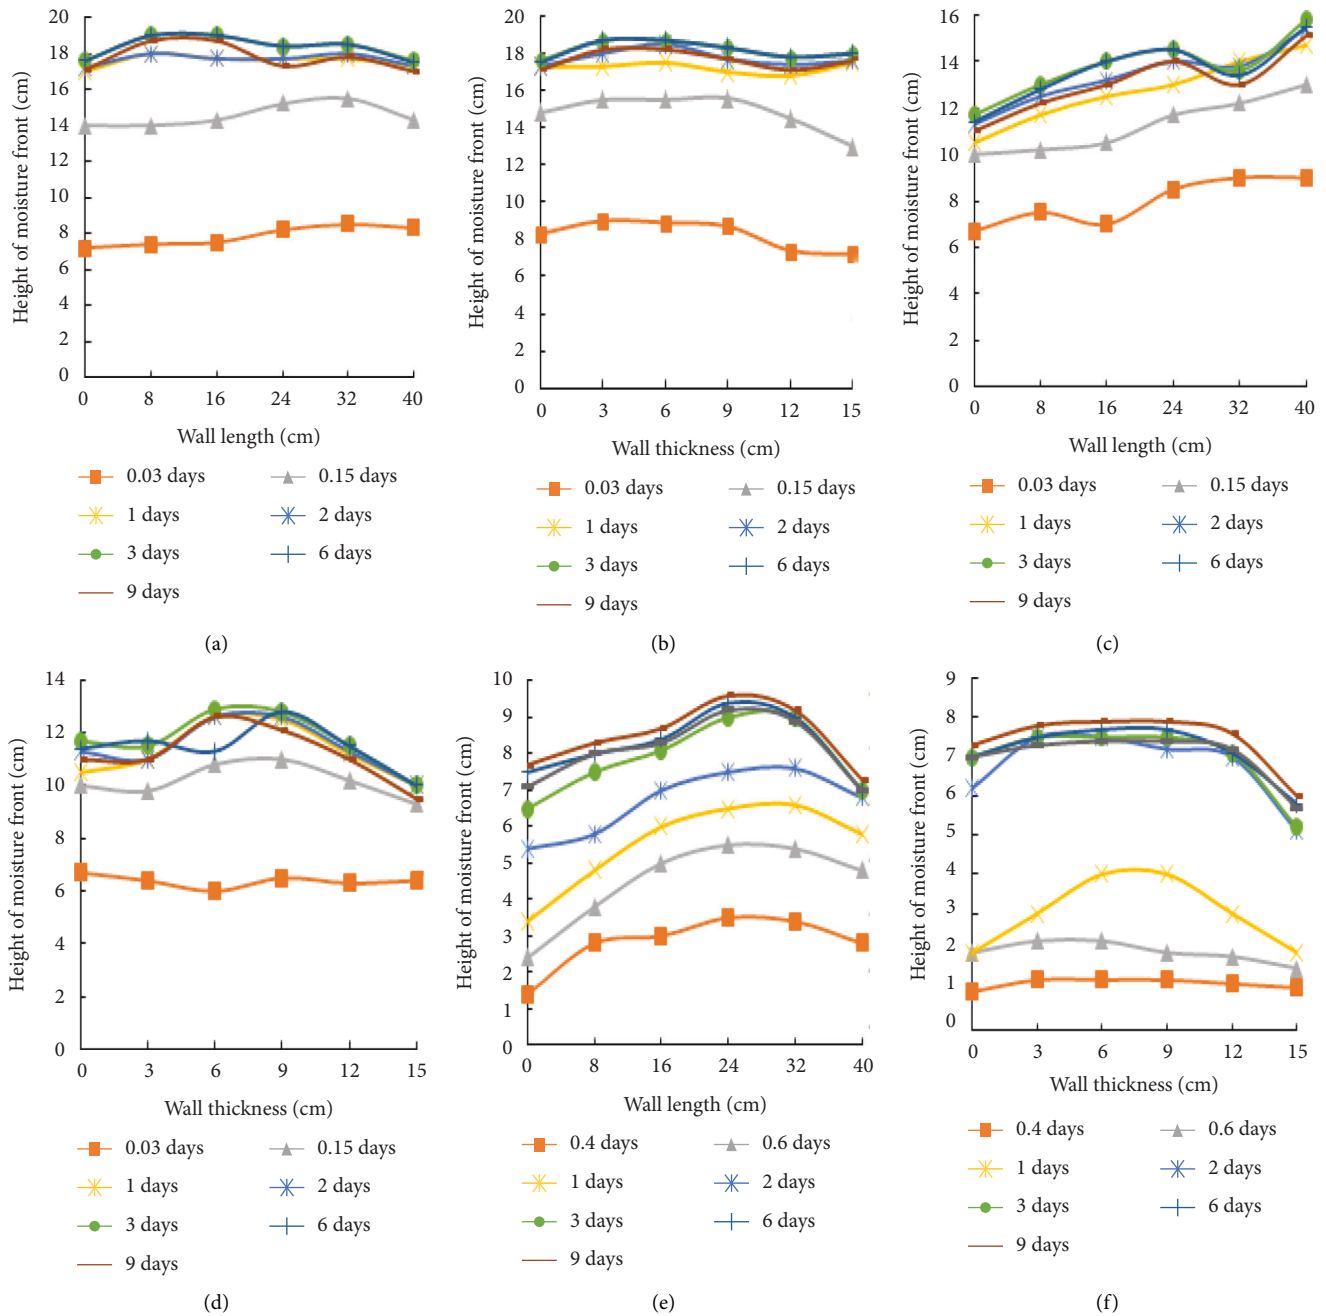 20
18
16
14
12
10
8
6
4
2
0
Height of moisture front (cm)
0 8 16 24 32 40
Wall length (cm)
0.03 days 0.15 days
1 days 2 days
3 days 6 days
9 days
(a)
20
18
16
14
12
10
8
6
4
2
0
Height of moisture front (cm)
0 3 6 9 12 15
Wall thickness (cm)
0.03 days 0.15 days
1 days 2 days
3 days 6 days
9 days
(b)
16
14
12
10
8
6
4
2
0
Height of moisture front (cm)
0 8 16 24 32 40
Wall length (cm)
0.03 days 0.15 days
1 days 2 days
3 days 6 days
9 days
(c)
14
12
10
8
6
4
2
0
Height of moisture front (cm)
0 3 6 9 12 15
Wall thickness (cm)
0.03 days 0.15 days
1 days 2 days
3 days 6 days
9 days
(d)
10
9
8
7
6
5
4
3
2
1
0
Height of moisture front (cm)
0 8 16 24 32 40
Wall length (cm)
0.4 days 0.6 days
1 days 2 days
3 days 6 days
9 days
(e)
9
8
7
6
5
4
3
2
1
0
Height of moisture front (cm)
0 3 6 9 12 15
Wall thickness (cm)
0.4 days 0.6 days
1 days 2 days
3 days 6 days
9 days
(f)